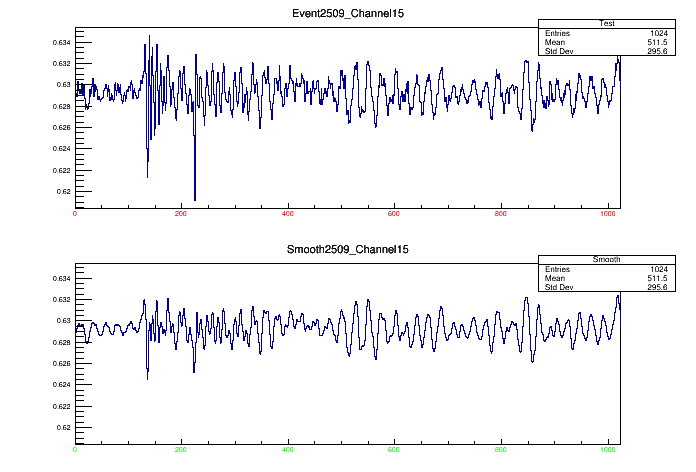 Event2509_Channel15
Test
Entries 1024
Mean 511.5
Std Dev 295.6
0.634
0.632
0.63
0.628
0.626
0.624
0.622
0.62
0 200 400 600 800 1000
Smooth2509_Channel15
Smooth
Entries 1024
Mean 511.5
Std Dev 295.6
0.634
0.632
0.63
0.628
0.626
0.624
0.622
0.62
0 200 400 600 800 1000